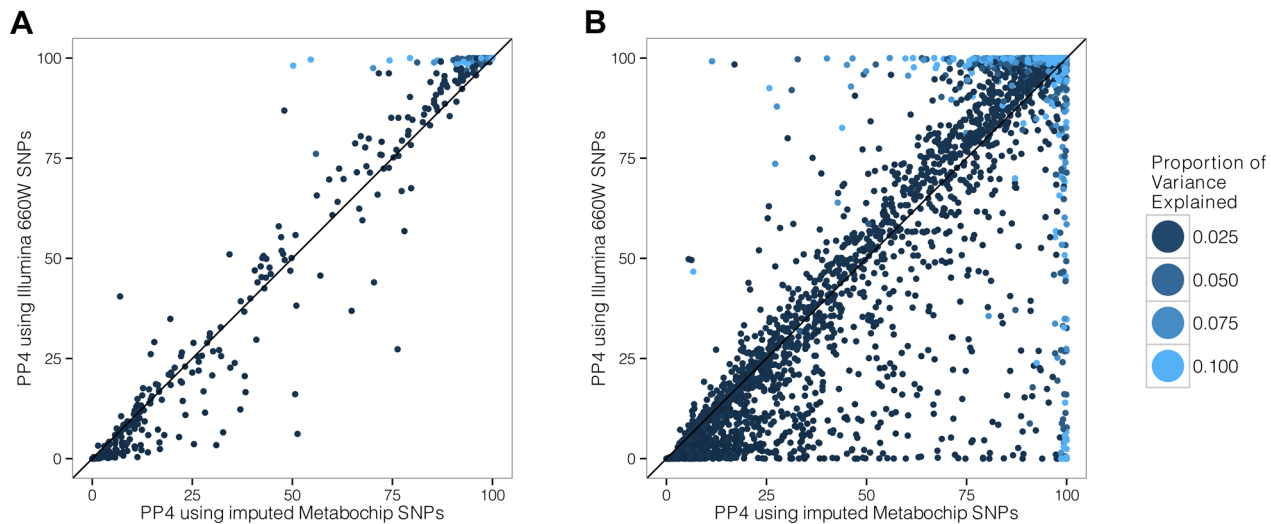 A
PP4 using Illumina 660W SNPs
100
75
50
25
0
0 25 50 75 100
PP4 using imputed Metabochip SNPs
B
PP4 using Illumina 660W SNPs
100
75
50
25
0
0 25 50 75 100
PP4 using imputed Metabochip SNPs
Proportion of
Variance
Explained
0.025
0.050
0.075
0.100